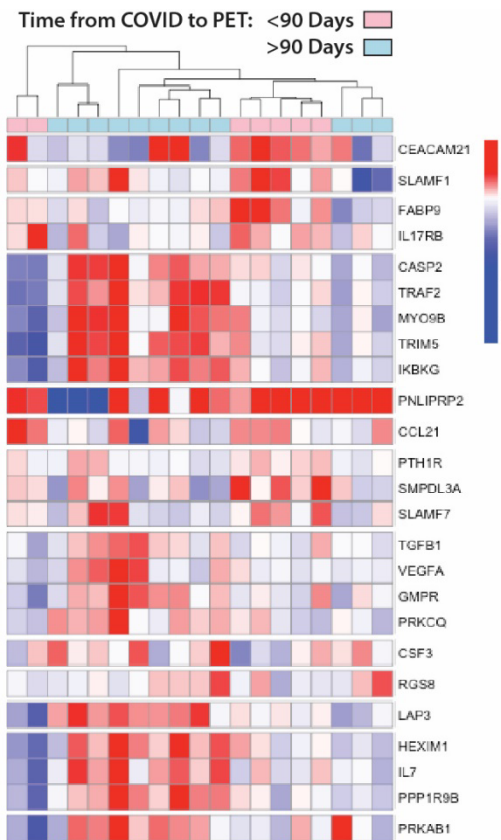 Time from COVID to PET: <90 Days
>90 Days
CEACAM21
SLAMF1
FABP9
IL17RB
CASP2
TRAF2
MYO9B
TRIM5
IKBKG
PNLIPRP2
CCL21
PTH1R
SMPDL3A
SLAMF7
TGFB1
VEGFA
GMPR
PRKCQ
CSF3
RGS8
LAP3
HEXIM1
IL7
PPP1R9B
PRKAB1